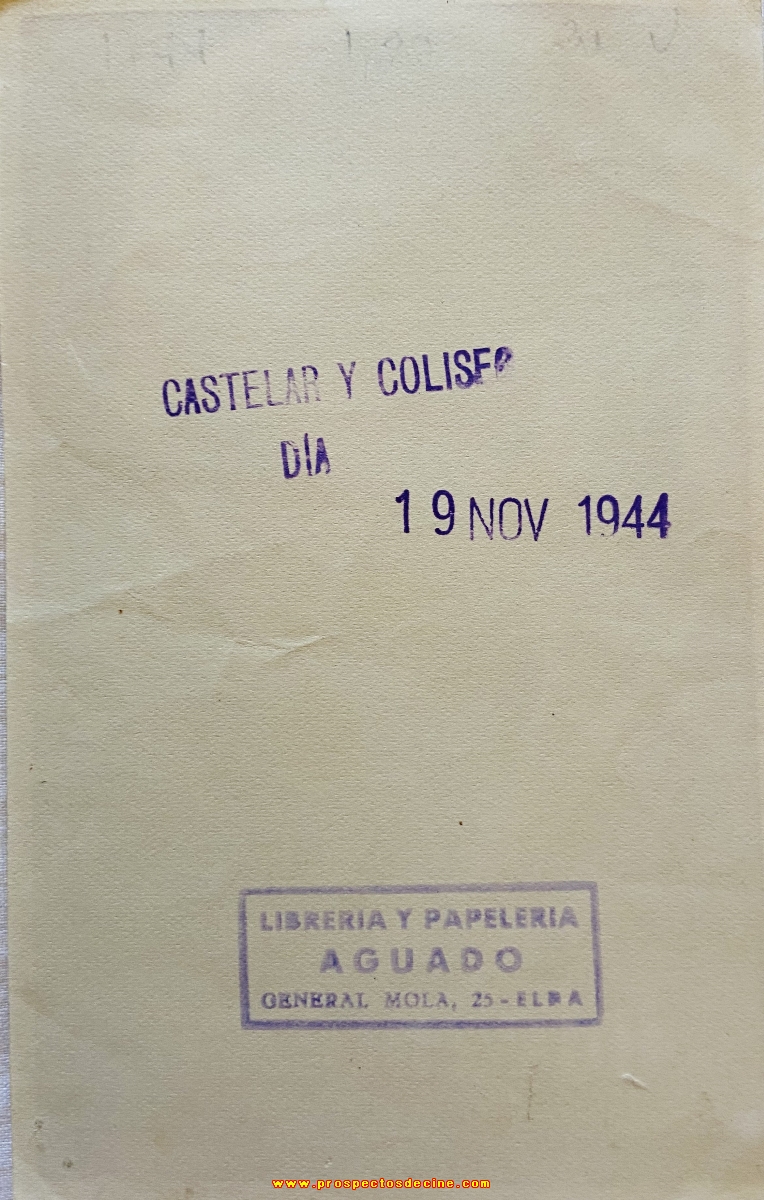 CASTELAR Y COLISEO
DÍA
19 NOV 1944
LIBRERIA Y PAPELERIA
AGUADO
GENERAL MOLA, 25 - ELDA
www.prospectosdecine.com